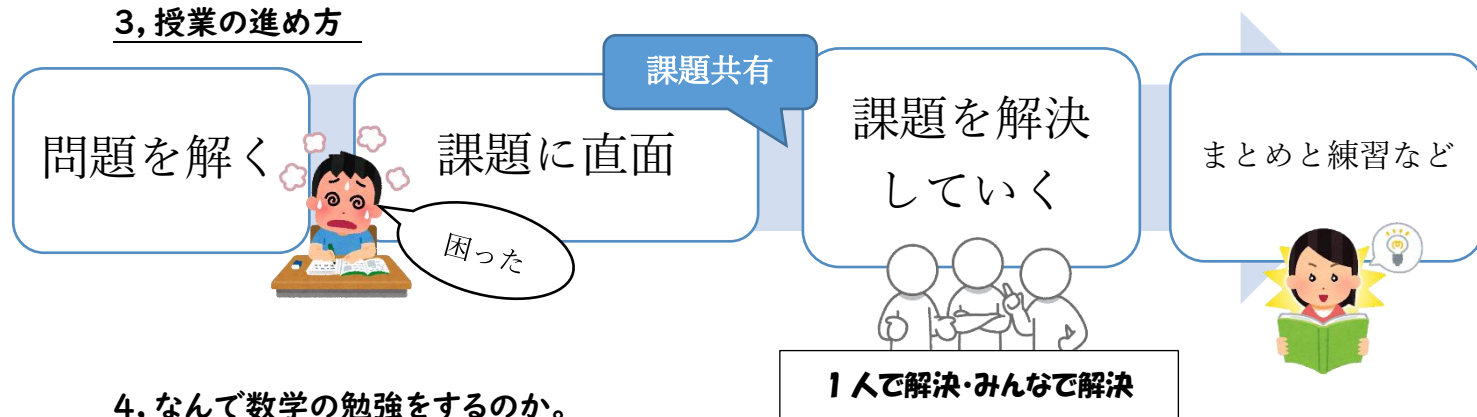 3,授業の進め方
問題を解く
困った
課題に直面
課題共有
課題を解決
していく
1人で解決・みんなで解決
まとめと練習など
4,なんで数学の勉強をするのか。